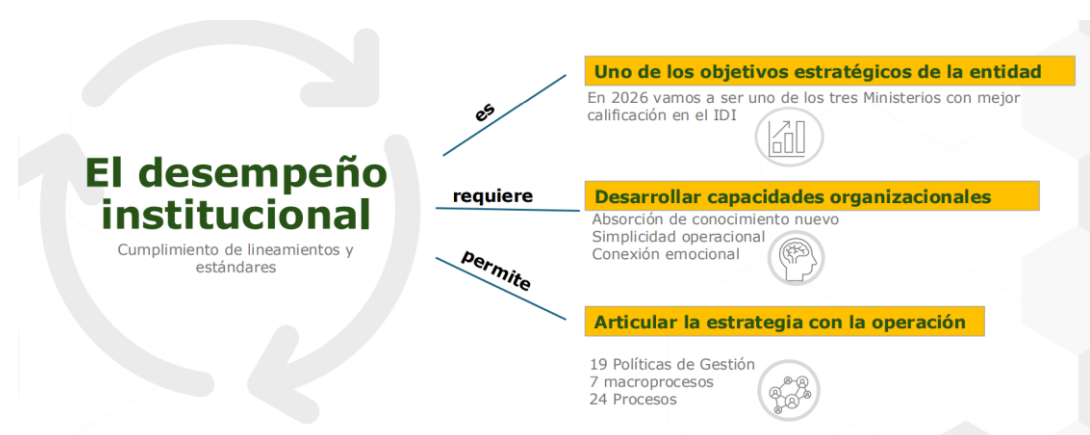 El desempeño
institucional
Cumplimiento de lineamientos y
estándares
es
Uno de los objetivos estratégicos de la entidad
En 2026 vamos a ser uno de los tres Ministerios con mejor
calificación en el IDI
requiere
Desarrollar capacidades organizacionales
Absorción de conocimiento nuevo
Simplicidad operacional
Conexión emocional
permite
Articular la estrategia con la operación
19 Políticas de Gestión
7 macroprocesos
24 Procesos